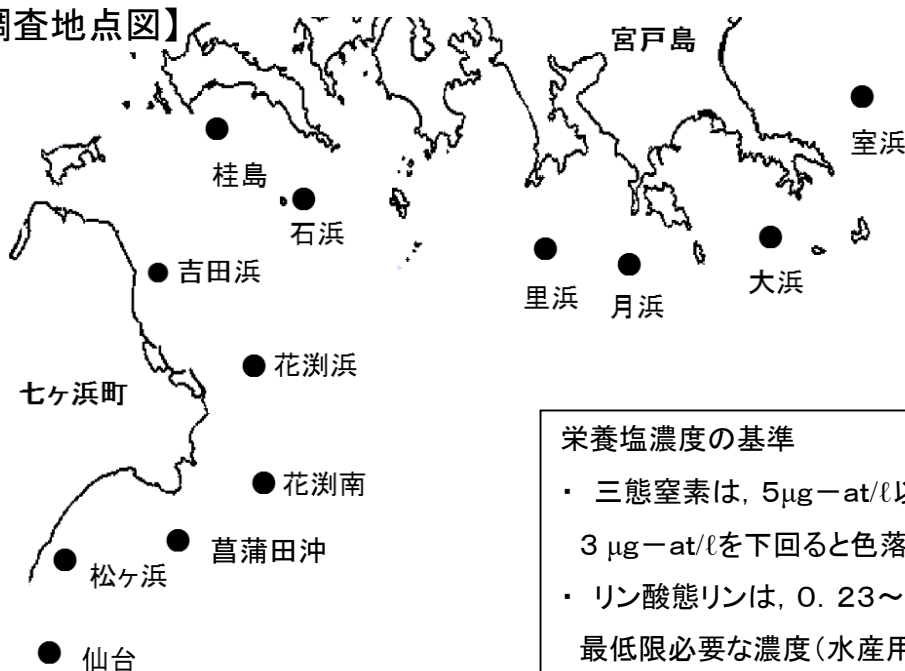 調査地点図】
宮戸島
室浜
桂島
石浜
大浜
吉田浜
里浜
月浜
花渕浜
七ヶ浜町
栄養塩濃度の基準
・ 三態窒素は，5μg－at/ℓ以
花渕南
3 μg－at/ℓを下回ると色落
菖蒲田沖
松ヶ浜
・ リン酸態リンは，0．23～
最低限必要な濃度（水産用
仙台